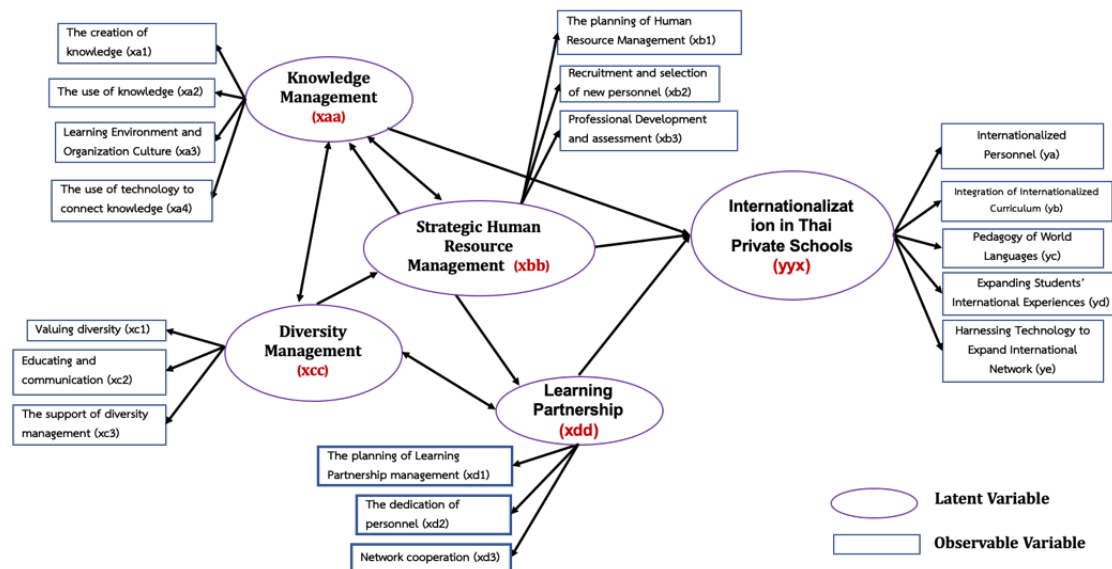 The creation of
knowledge (xa1)
The use of knowledge (xa2)
Learning Environment and
Organization Culture (xa3)
The use of technology to
connect knowledge (xa4)
Knowledge
Management
(xaa)
The planning of Human
Resource Management (xb1)
Recruitment and selection
of new personnel (xb2)
Professional Development
and assessment (xb3)
Strategic Human
Resource
Management (xbb)
Internationalizat
ion in Thai
Private Schools
(yyx)
Internationalized
Personnel (ya)
Integration of Internationalized
Curriculum (yb)
Pedagogy of World
Languages (yc)
Expanding Students'
International Experiences (yd)
Harnessing Technology to
Expand International
Network (ye)
Valuing diversity (xc1)
Educating and
communication (xc2)
The support of diversity
management (xc3)
Diversity
Management
(xcc)
Learning
Partnership
(xdd)
The planning of Learning
Partnership management (xd1)
The dedication of
personnel (xd2)
Network cooperation (xd3)
Latent Variable
Observable Variable